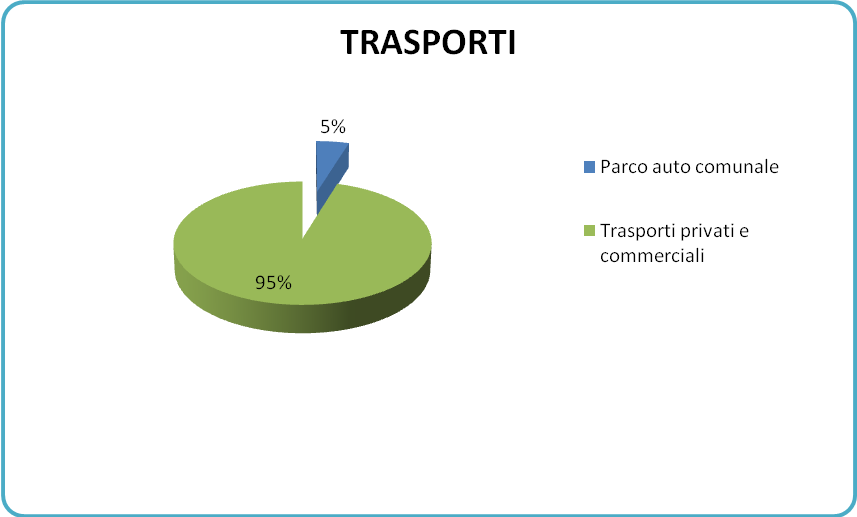 TRASPORTI
5%
Parco auto comunale
Trasporti privati e
commerciali
95%